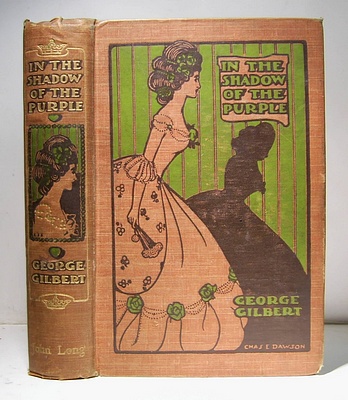 IN THE
SHADOW
OF THE
PURPLE
GEORGE
GILBERT
John Long
IN THE
SHADOW
OF THE
PURPLE
GEORGE
GILBERT
CHAS. E. DAWSON